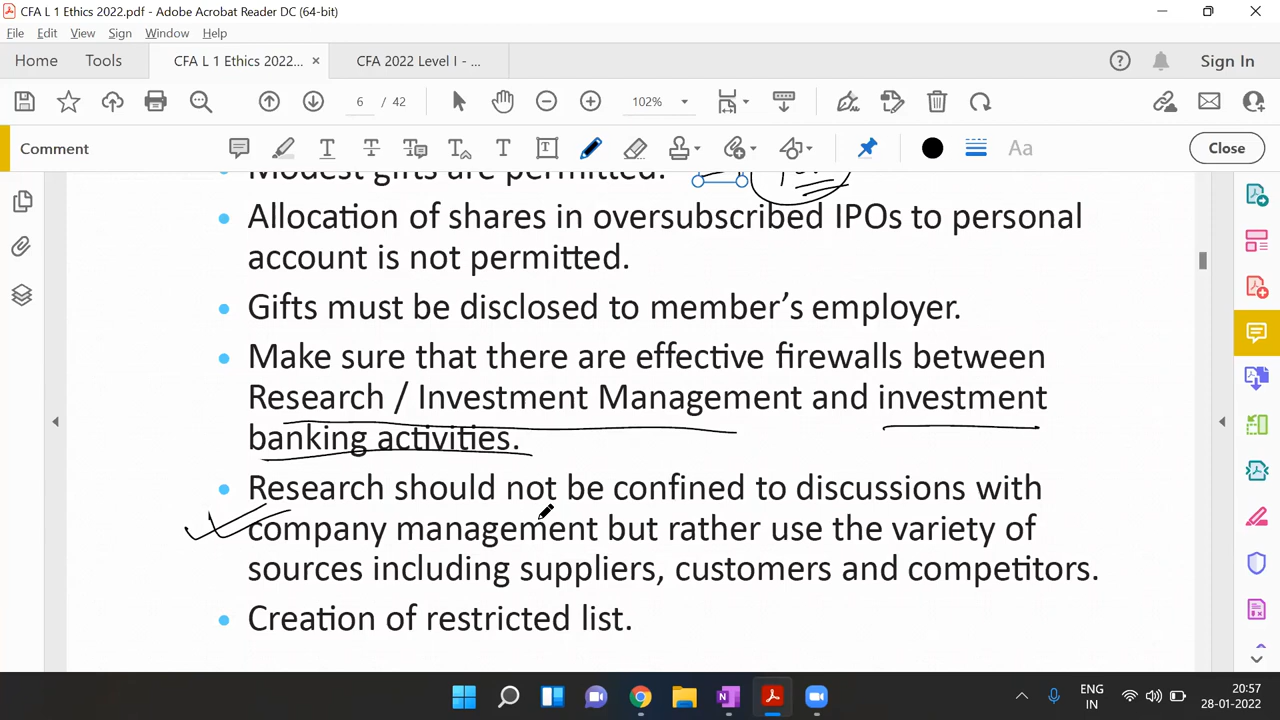 CFA L 1 Ethics 2022.pdf - Adobe Acrobat Reader DC (64-bit)
File Edit View Sign Window Help
Home Tools CFA L 1 Ethics 2022... × CFA 2022 Level I - ... Sign In
6 / 42 102%
Comment Aa Close
Modest gifts are permitted.
• Allocation of shares in oversubscribed IPOs to personal
account is not permitted.
• Gifts must be disclosed to member's employer.
• Make sure that there are effective firewalls between
Research / Investment Management and investment
banking activities.
• Research should not be confined to discussions with
company management but rather use the variety of
sources including suppliers, customers and competitors.
• Creation of restricted list.
ENG
IN
20:57
28-01-2022